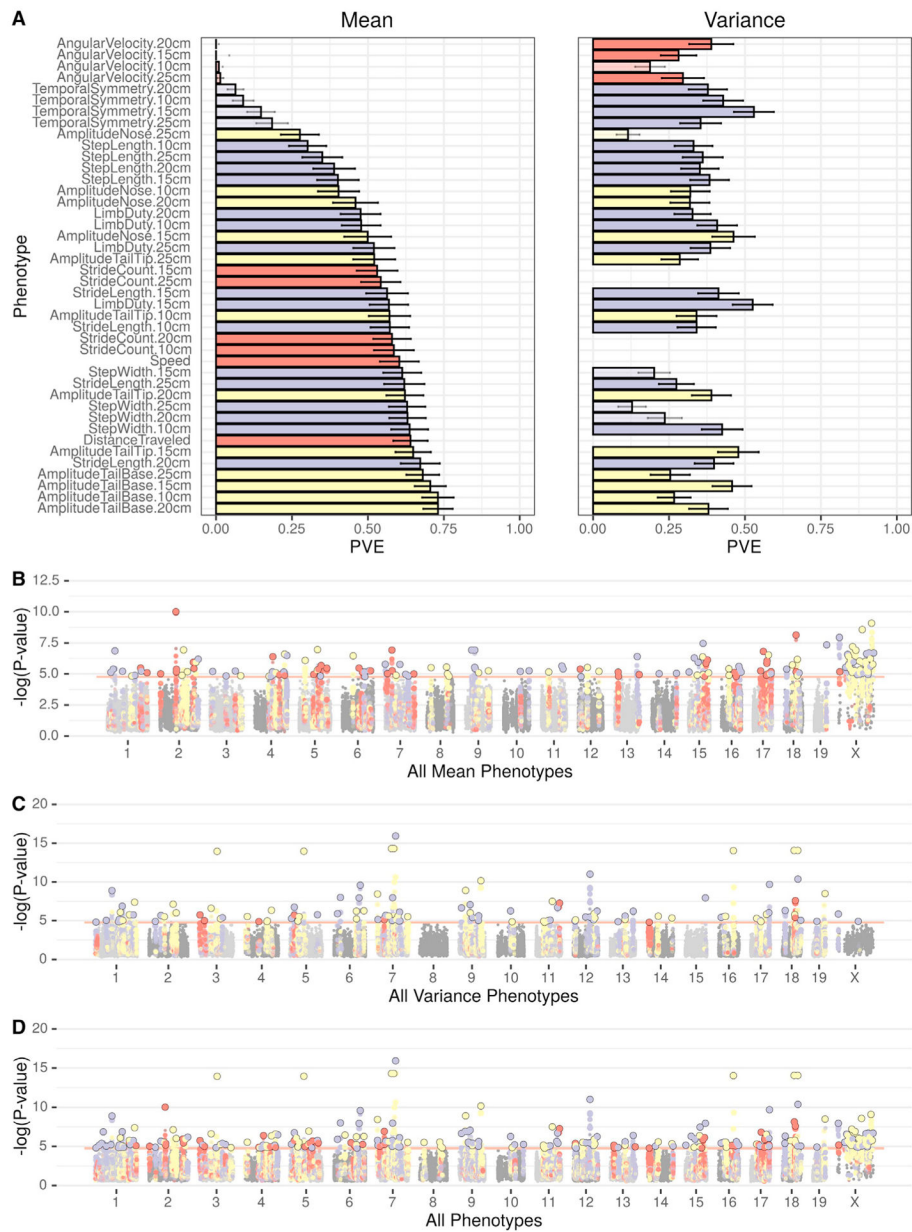 A
Mean
Variance
Phenotype
AngularVelocity.20cm
AngularVelocity.15cm
AngularVelocity.10cm
AngularVelocity.25cm
TemporalSymmetry.20cm
TemporalSymmetry.10cm
TemporalSymmetry.15cm
TemporalSymmetry.25cm
AmplitudeNose.25cm
StepLength.10cm
StepLength.25cm
StepLength.20cm
StepLength.15cm
AmplitudeNose.10cm
AmplitudeNose.20cm
LimbDuty.20cm
LimbDuty.10cm
AmplitudeNose.15cm
LimbDuty.25cm
AmplitudeTailTip.25cm
StrideCount.15cm
StrideCount.25cm
StrideLength.15cm
LimbDuty.15cm
AmplitudeTailTip.10cm
StrideLength.10cm
StrideCount.20cm
StrideCount.10cm
Speed
StepWidth.15cm
StrideLength.25cm
AmplitudeTailTip.20cm
StepWidth.25cm
StepWidth.20cm
StepWidth.10cm
DistanceTraveled
AmplitudeTailTip.15cm
StrideLength.20cm
AmplitudeTailBase.25cm
AmplitudeTailBase.15cm
AmplitudeTailBase.10cm
AmplitudeTailBase.20cm
0.00 0.25 0.50 0.75 1.00
PVE
0.00 0.25 0.50 0.75 1.00
PVE
B
-log(P-value)
12.5
10.0
7.5
5.0
2.5
0.0
1 2 3 4 5 6 7 8 9 10 11 12 13 14 15 16 17 18 19 X
All Mean Phenotypes
C
-log(P-value)
20
15
10
5
0
1 2 3 4 5 6 7 8 9 10 11 12 13 14 15 16 17 18 19 X
All Variance Phenotypes
D
-log(P-value)
20
15
10
5
0
1 2 3 4 5 6 7 8 9 10 11 12 13 14 15 16 17 18 19 X
All Phenotypes